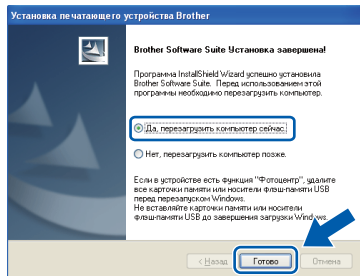 Установка печатающего устройства Brother
Brother Software Suite Установка завершена!
Программа InstallShield Wizard успешно установила
Brother Software Suite. Перед использованием этой
программы необходимо перезагрузить компьютер.
Да, перезагрузить компьютер сейчас.
Нет, перезагрузить компьютер позже.
Если в устройстве есть функция "Фотоцентр", удалите
все карточки памяти или носители флэш-памяти USB
перед перезапуском Windows.
Не вставляйте карточки памяти или носители
флэш-памяти USB до завершения загрузки Windows.
< Назад
Готово
Отмена